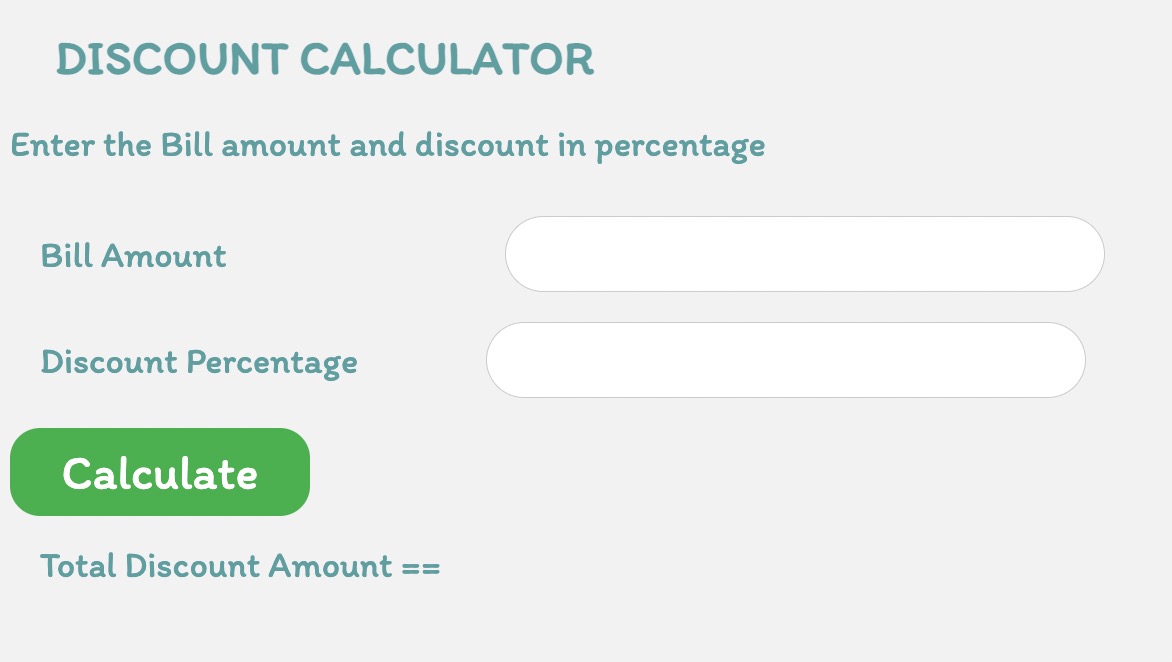 DISCOUNT CALCULATOR
Enter the Bill amount and discount in percentage
Bill Amount
Discount Percentage
Calculate
Total Discount Amount ==